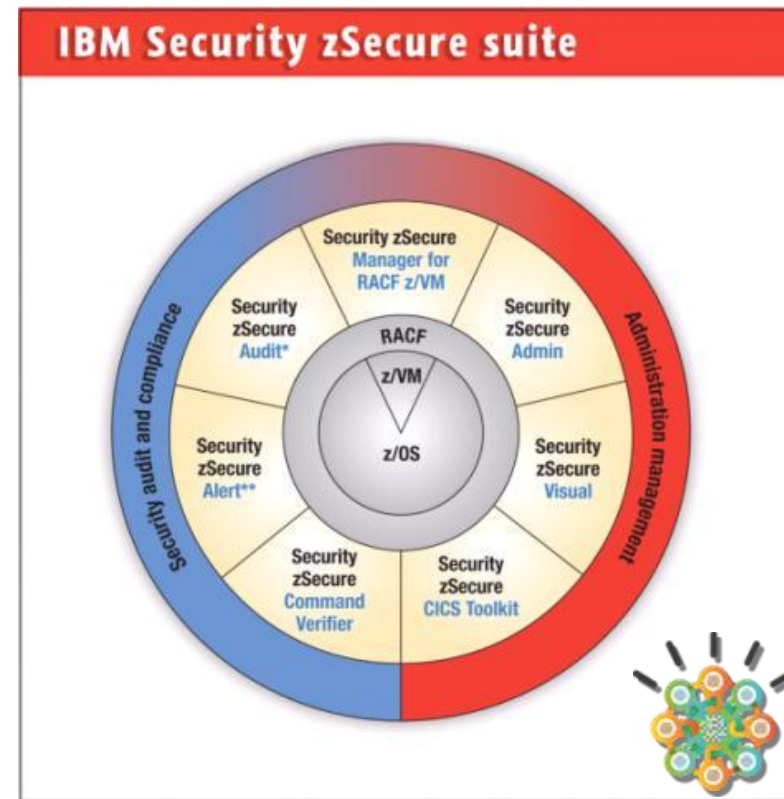 IBM Security zSecure suite
Security zSecure
Manager for
RACF z/VM
Security
zSecure
Audit*
Security
zSecure
Admin
RACF
z/VM
z/OS
Security
zSecure
Alert**
Security
zSecure
Visual
Security
zSecure
Command
Verifier
Security
zSecure
CICS Toolkit
Security audit and compliance
Administration management